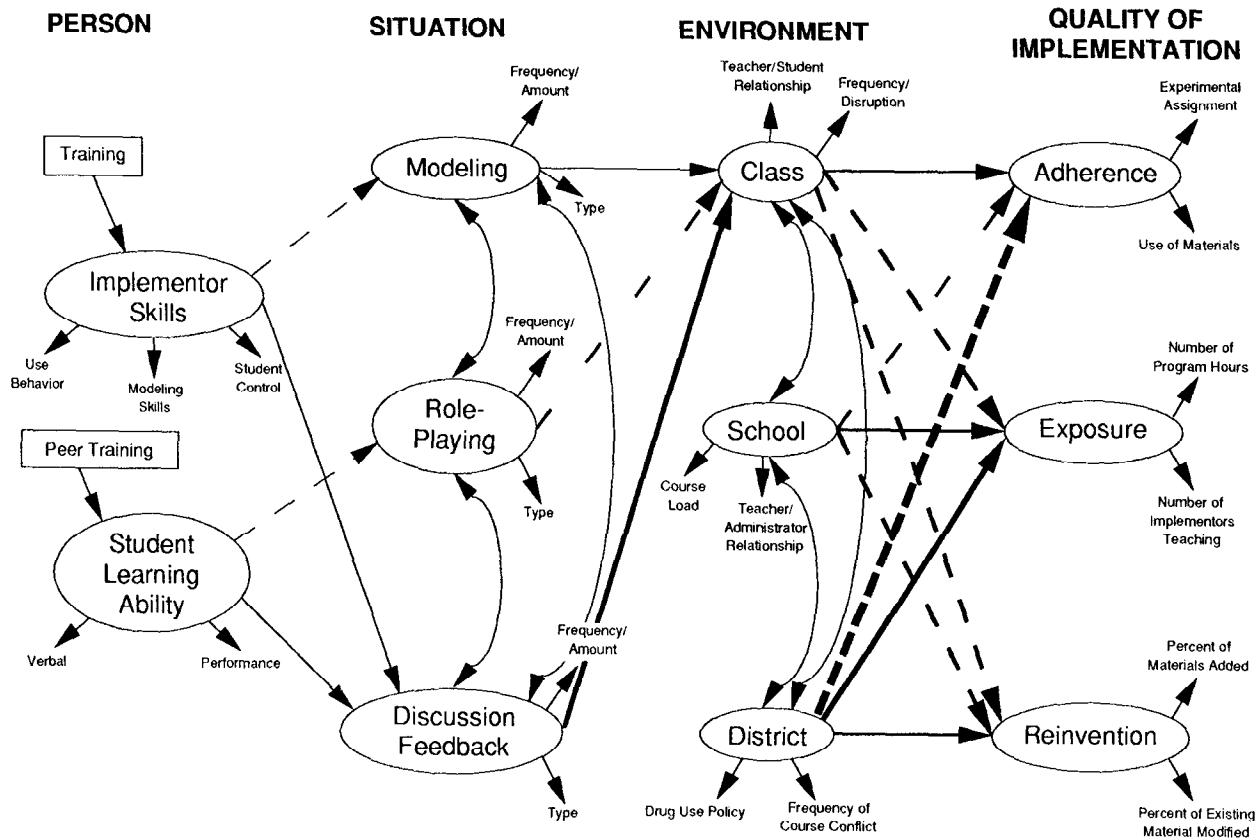 PERSON
SITUATION
ENVIRONMENT
QUALITY OF
IMPLEMENTATION
Training
Implementor
Skills
Use
Behavior
Modeling
Skills
Student
Control
Peer Training
Student
Learning
Ability
Verbal
Performance
Frequency/
Amount
Modeling
Type
Frequency/
Amount
Role-
Playing
Type
Frequency/
Amount
Discussion
Feedback
Type
Teacher/Student
Relationship
Frequency/
Disruption
Class
School
Course
Load
Teacher/
Administrator
Relationship
District
Drug Use Policy
Frequency of
Course Conflict
Experimental
Assignment
Adherence
Use of Materials
Number of
Program Hours
Exposure
Number of
Implementors
Teaching
Percent of
Materials Added
Reinvention
Percent of Existing
Material Modified